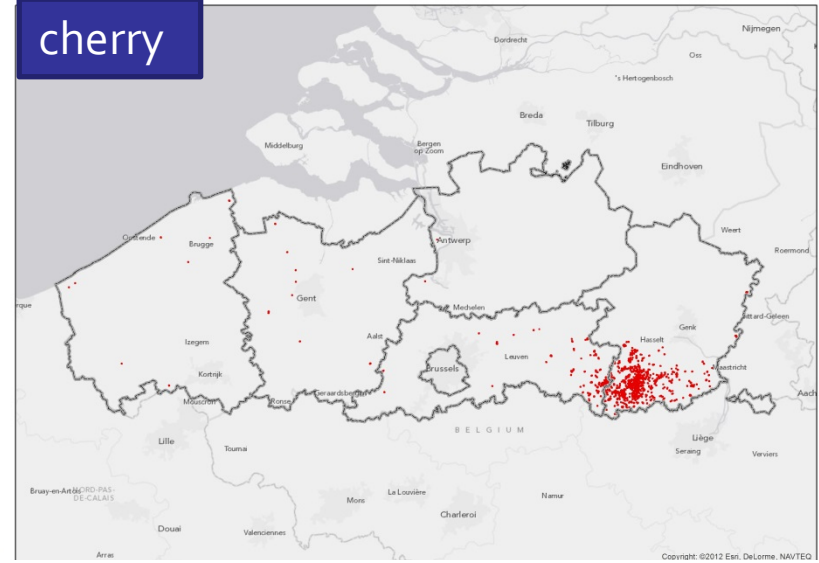 cherry
Nijmegen
Dordrecht
Oss
's Hertogenbosch
Breda
Tilburg
Middelburg
Bergen
op Zoom
Eindhoven
Weert
Oostende
Brugge
Antwerp
Roermond
Sint-Niklaas
rque
Gent
Mechelen
Sittard-Geleen
Genk
Izegem
Aalst
Hasselt
Leuven
Brussels
Maastricht
Kortrijk
Geraardsbergen
Aach
Mouscron
Ronse
BELGIUM
Liège
Lille
Tournai
Seraing
Verviers
Bruay-en-Artois
NORD-PAS-
DE-CALAIS
La Louvière
Mons
Namur
Charleroi
Douai
Valenciennes
Arras
Copyright: ©2012 Esri, DeLorme, NAVTEQ